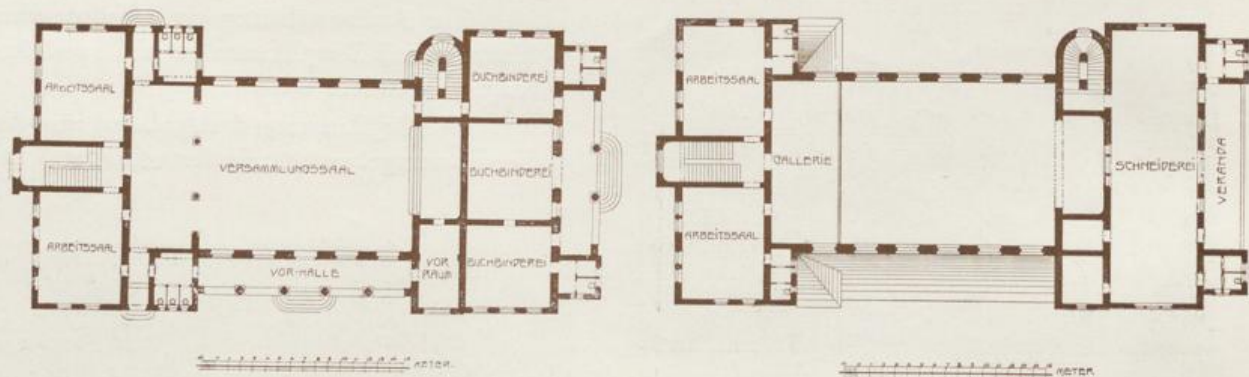 ARBEITSSAAL
BUCHBINDEREI
VERSAMMLUNGSSAAL
BUCHBINDEREI
ARBEITSSAAL
VOR-HALLE
VOR
RAUM
BUCHBINDEREI
METER.
ARBEITSSAAL
GALLERIE
SCHNEIDEREI
VERANDA
ARBEITSSAAL
METER